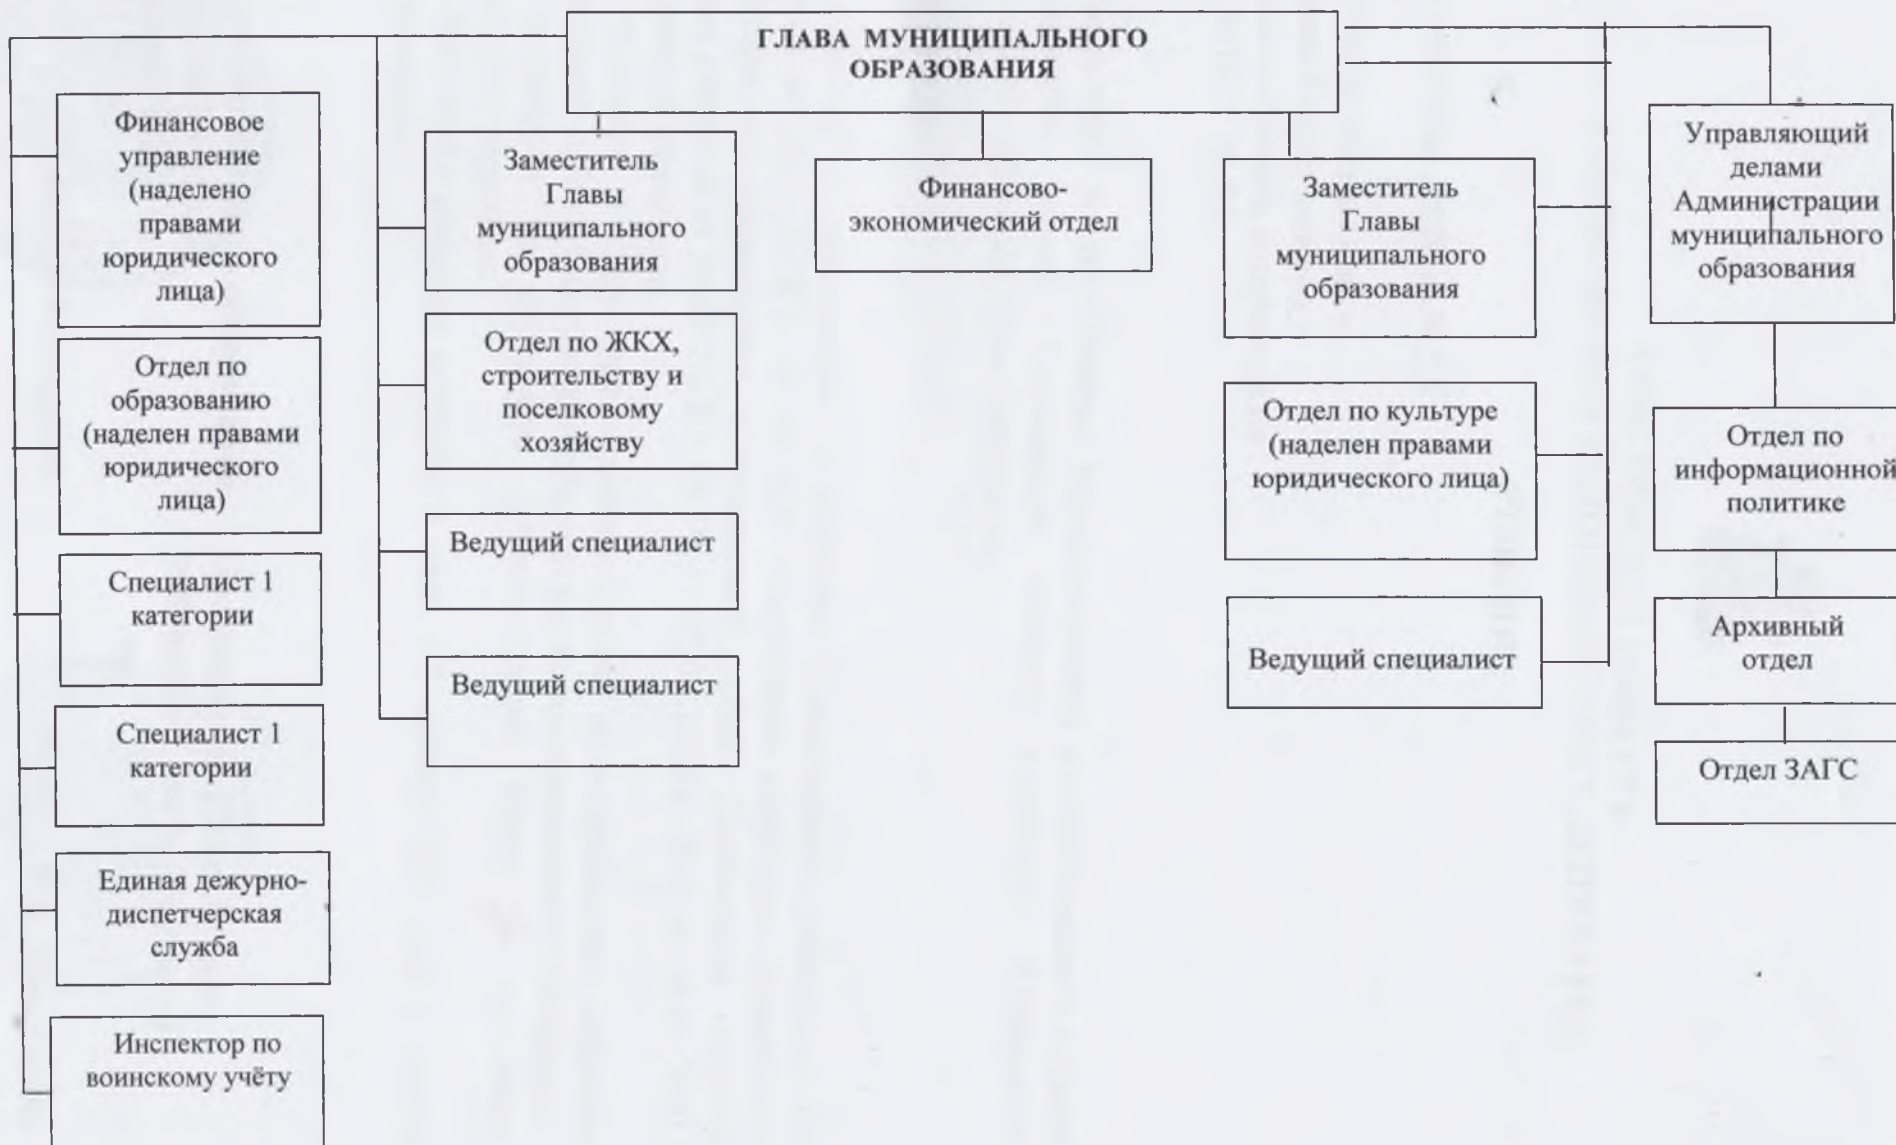 ГЛАВА МУНИЦИПАЛЬНОГО
ОБРАЗОВАНИЯ
Финансовое
управление
(наделено
правами
юридического
лица)
Отдел по
образованию
(наделен правами
юридического
лица)
Специалист 1
категории
Специалист 1
категории
Единая дежурно-
диспетчерская
служба
Инспектор по
воинскому учёту
Заместитель
Главы
муниципального
образования
Отдел по ЖКХ,
строительству и
поселковому
хозяйству
Ведущий специалист
Ведущий специалист
Финансово-
экономический отдел
Заместитель
Главы
муниципального
образования
Отдел по культуре
(наделен правами
юридического лица)
Ведущий специалист
Управляющий
делами
Администрации
муниципального
образования
Отдел по
информационной
политике
Архивный
отдел
Отдел ЗАГС